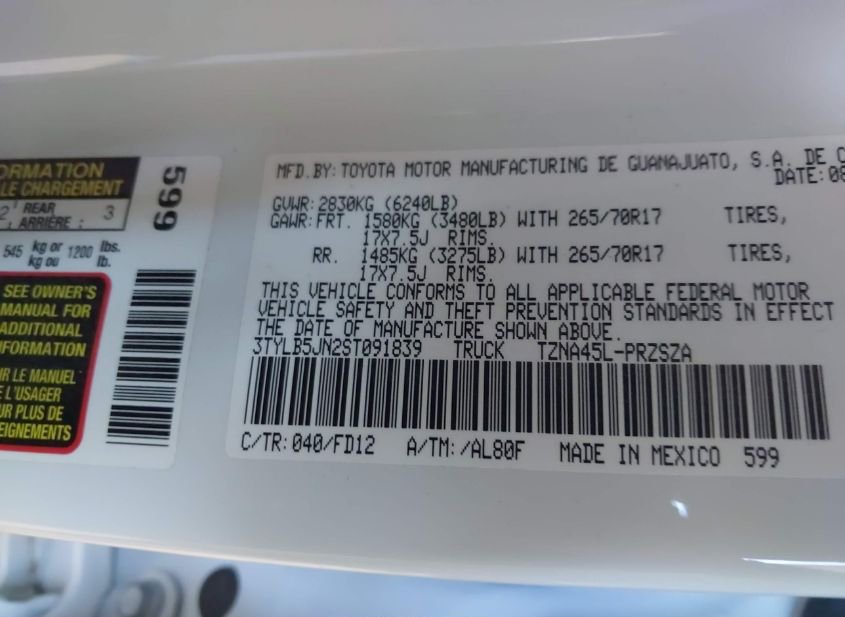 ORMATION
LE CHARGEMENT
2 REAR
ARRIÈRE: 3
545 kg or 1200 lbs.
kg ou lb.
SEE OWNER'S
MANUAL FOR
ADDITIONAL
NFORMATION
IR LE MANUEL
E L'USAGER
UR PLUS DE
EIGNEMENTS
599
MFD. BY: TOYOTA MOTOR MANUFACTURING DE GUANAJUATO, S.A. DE C
DATE: 08
GVWR: 2830KG (6240LB)
GAWR: FRT. 1580KG (3480LB) WITH 265/70R17 TIRES,
17X7.5J RIMS.
RR. 1485KG (3275LB) WITH 265/70R17 TIRES,
17X7.5J RIMS.
THIS VEHICLE CONFORMS TO ALL APPLICABLE FEDERAL MOTOR
VEHICLE SAFETY AND THEFT PREVENTION STANDARDS IN EFFECT
THE DATE OF MANUFACTURE SHOWN ABOVE.
3TYLB5JN2ST091839 TRUCK TZNA45L-PRZSZA
C/TR: 040/FD12 A/TM: /AL80F MADE IN MEXICO 599